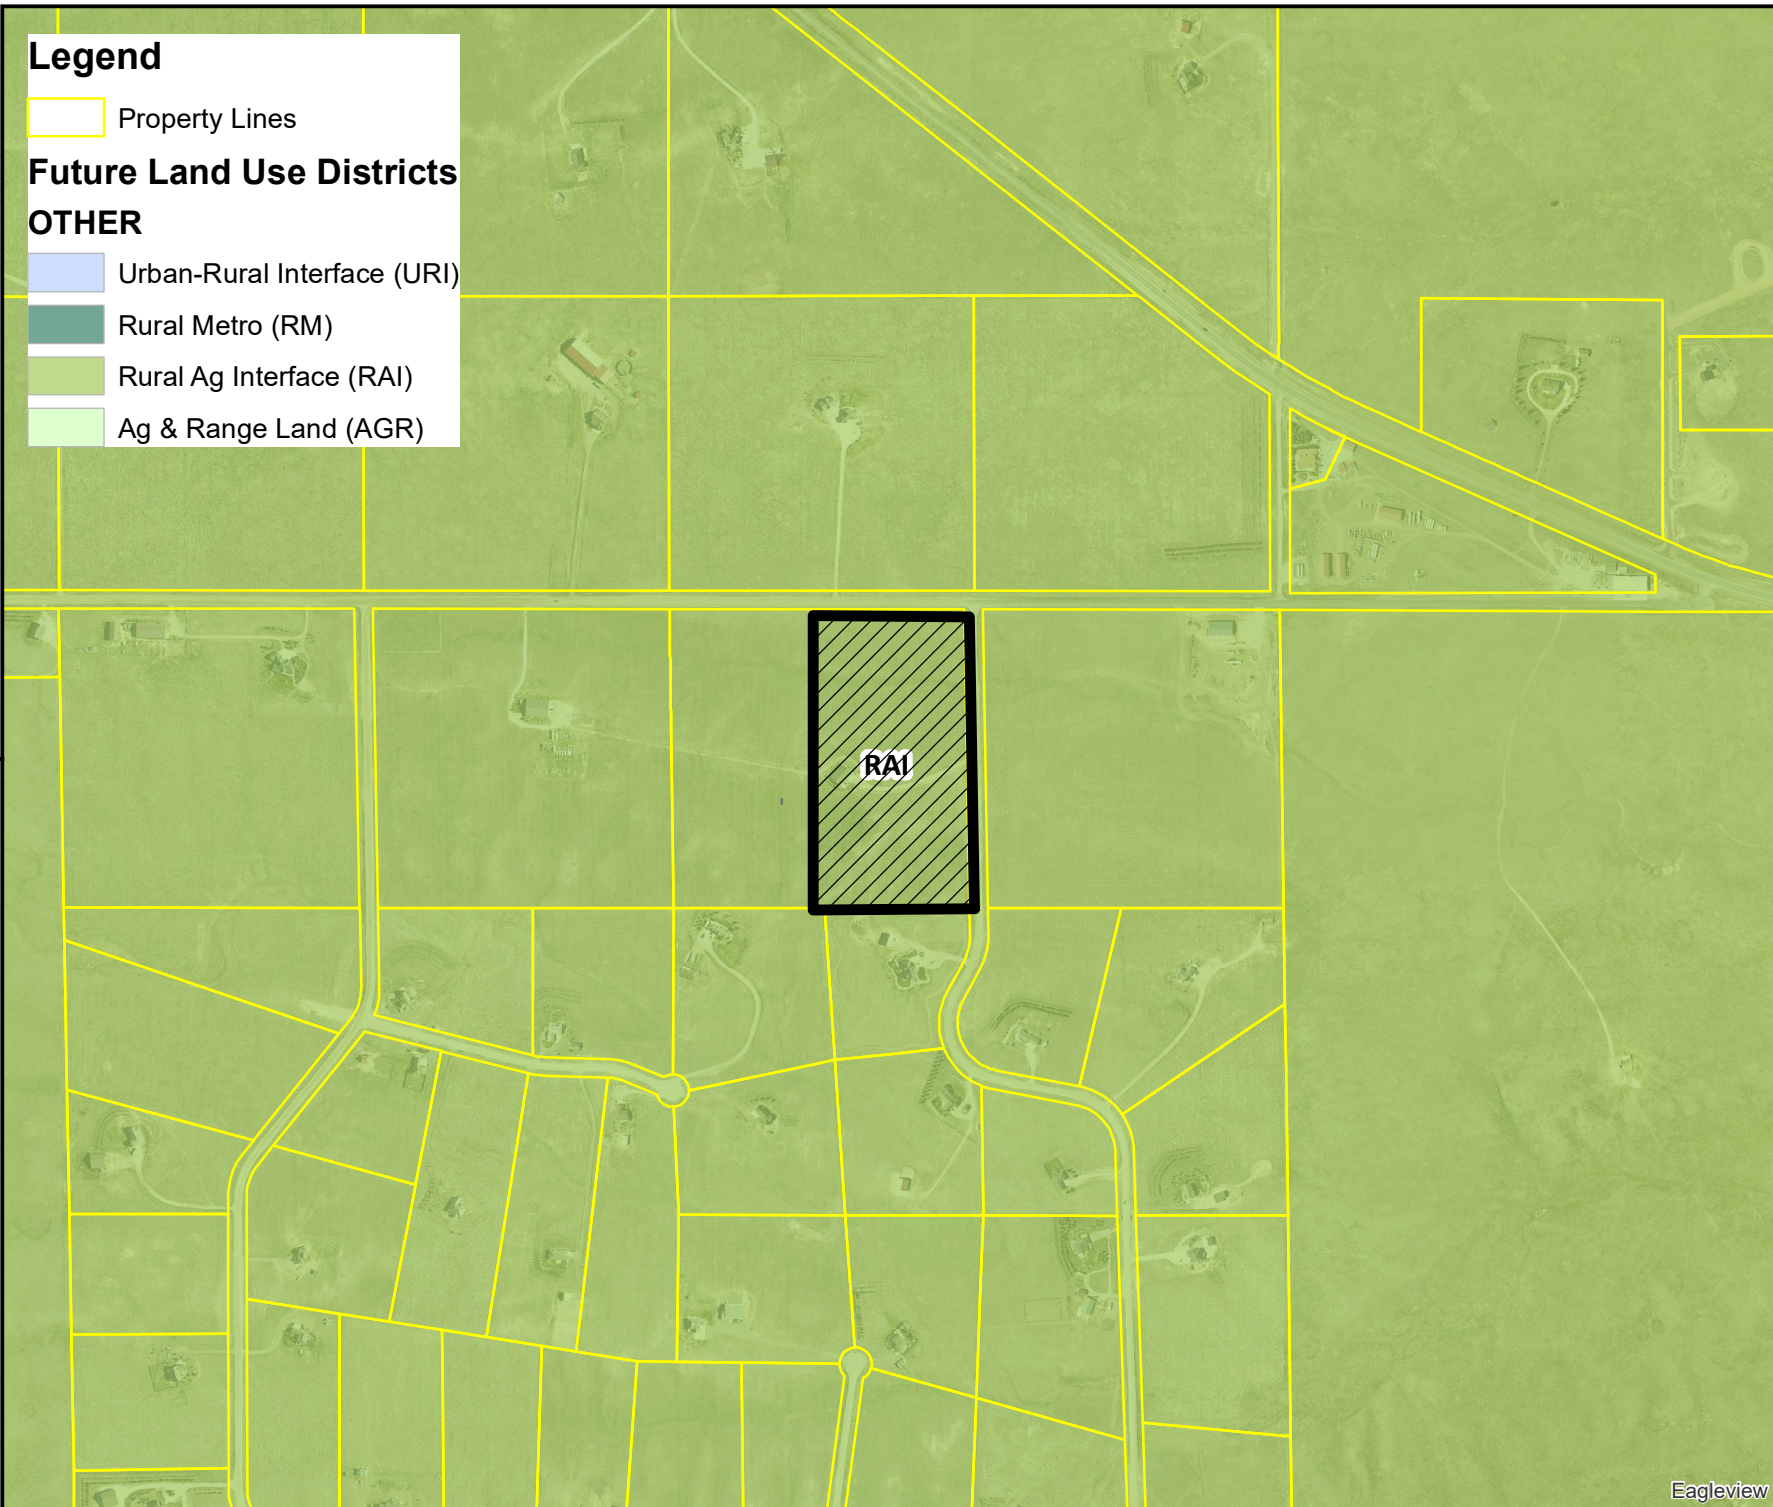 Legend
Property Lines
Future Land Use Districts
OTHER
Urban-Rural Interface (URI)
Rural Metro (RM)
Rural Ag Interface (RAI)
Ag & Range Land (AGR)
RAI
Eagleview